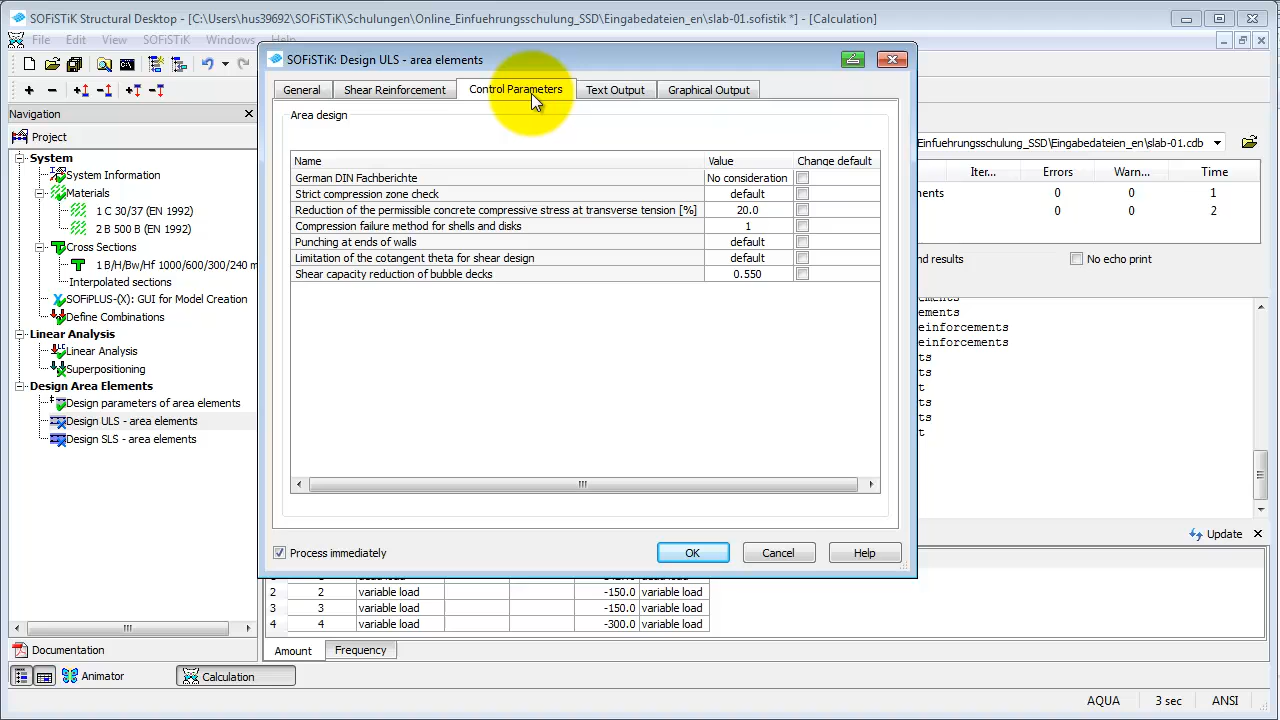 SOFiSTiK Structural Desktop - [C:\Users\hus39692\SOFiSTiK\Schulungen\Online_Einfuehrungsschulung_SSD\Eingabedateien_en\slab-01.sofistik *] - [Calculation]
File Edit View SOFiSTiK Windows Help
Navigation
Project
System
System Information
Materials
1 C 30/37 (EN 1992)
2 B 500 B (EN 1992)
Cross Sections
1 B/H/Bw/Hf 1000/600/300/240 m
Interpolated sections
SOFiPLUS-(X): GUI for Model Creation
Define Combinations
Linear Analysis
Linear Analysis
Superpositioning
Design Area Elements
Design parameters of area elements
Design ULS - area elements
Design SLS - area elements
Documentation
Animator
Calculation
SOFiSTiK: Design ULS - area elements
General Shear Reinforcement Control Parameters Text Output Graphical Output
Area design
Name Value Change default
German DIN Fachberichte No consideration
Strict compression zone check default
Reduction of the permissible concrete compressive stress at transverse tension [%] 20.0
Compression failure method for shells and disks 1
Punching at ends of walls default
Limitation of the cotangent theta for shear design default
Shear capacity reduction of bubble decks 0.550
Process immediately
OK Cancel Help
Einfuehrungsschulung_SSD\Eingabedateien_en\slab-01.cdb
Iter... Errors Warn... Time
ments 0 0 1
0 0 2
nd results No echo print
ements
einforcements
einforcements
ts
ts
t
ts
ts
t
Update
2 2 variable load -150.0 variable load
3 3 variable load -150.0 variable load
4 4 variable load -300.0 variable load
Amount Frequency
AQUA 3 sec ANSI